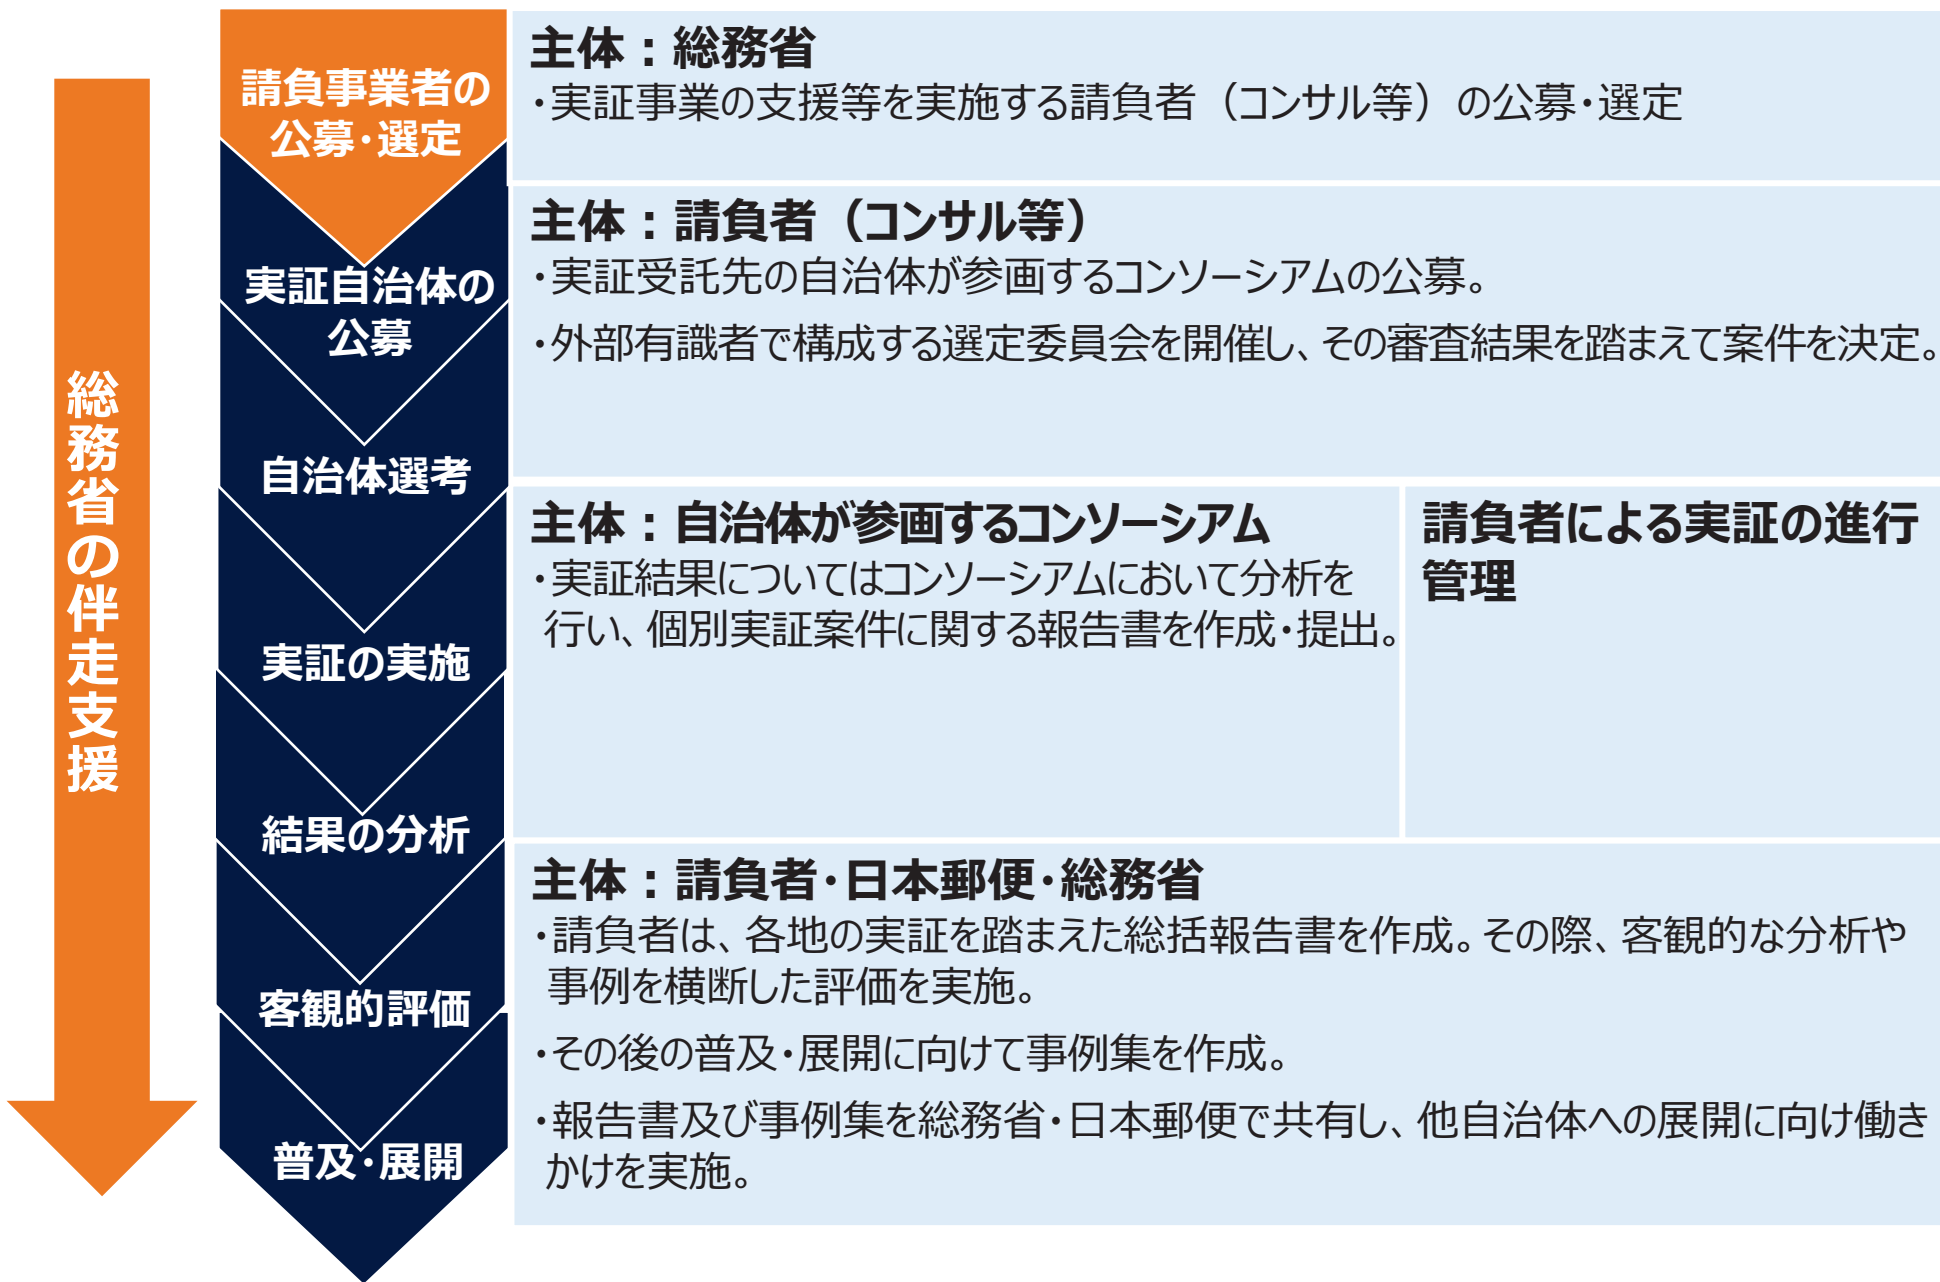 総務省の伴走支援
請負事業者の
公募・選定
主体：総務省
・実証事業の支援等を実施する請負者（コンサル等）の公募・選定
実証自治体の
公募
自治体選考
主体：請負者（コンサル等）
・実証受託先の自治体が参画するコンソーシアムの公募。
・外部有識者で構成する選定委員会を開催し、その審査結果を踏まえて案件を決定。
実証の実施
結果の分析
主体：自治体が参画するコンソーシアム
・実証結果についてはコンソーシアムにおいて分析を
行い、個別実証案件に関する報告書を作成・提出。
請負者による実証の進行
管理
客観的評価
普及・展開
主体：請負者・日本郵便・総務省
・請負者は、各地の実証を踏まえた総括報告書を作成。その際、客観的な分析や
事例を横断した評価を実施。
・その後の普及・展開に向けて事例集を作成。
・報告書及び事例集を総務省・日本郵便で共有し、他自治体への展開に向け働き
かけを実施。